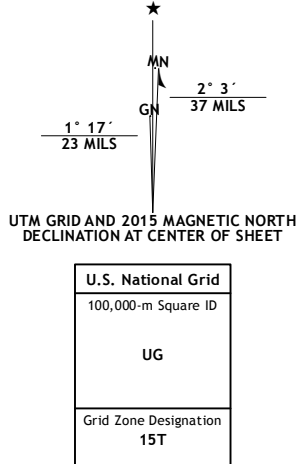 ★
MN
2° 3´
37 MILS
GN
1° 17´
23 MILS
UTM GRID AND 2015 MAGNETIC NORTH
DECLINATION AT CENTER OF SHEET
U.S. National Grid
100,000-m Square ID
UG
Grid Zone Designation
15T